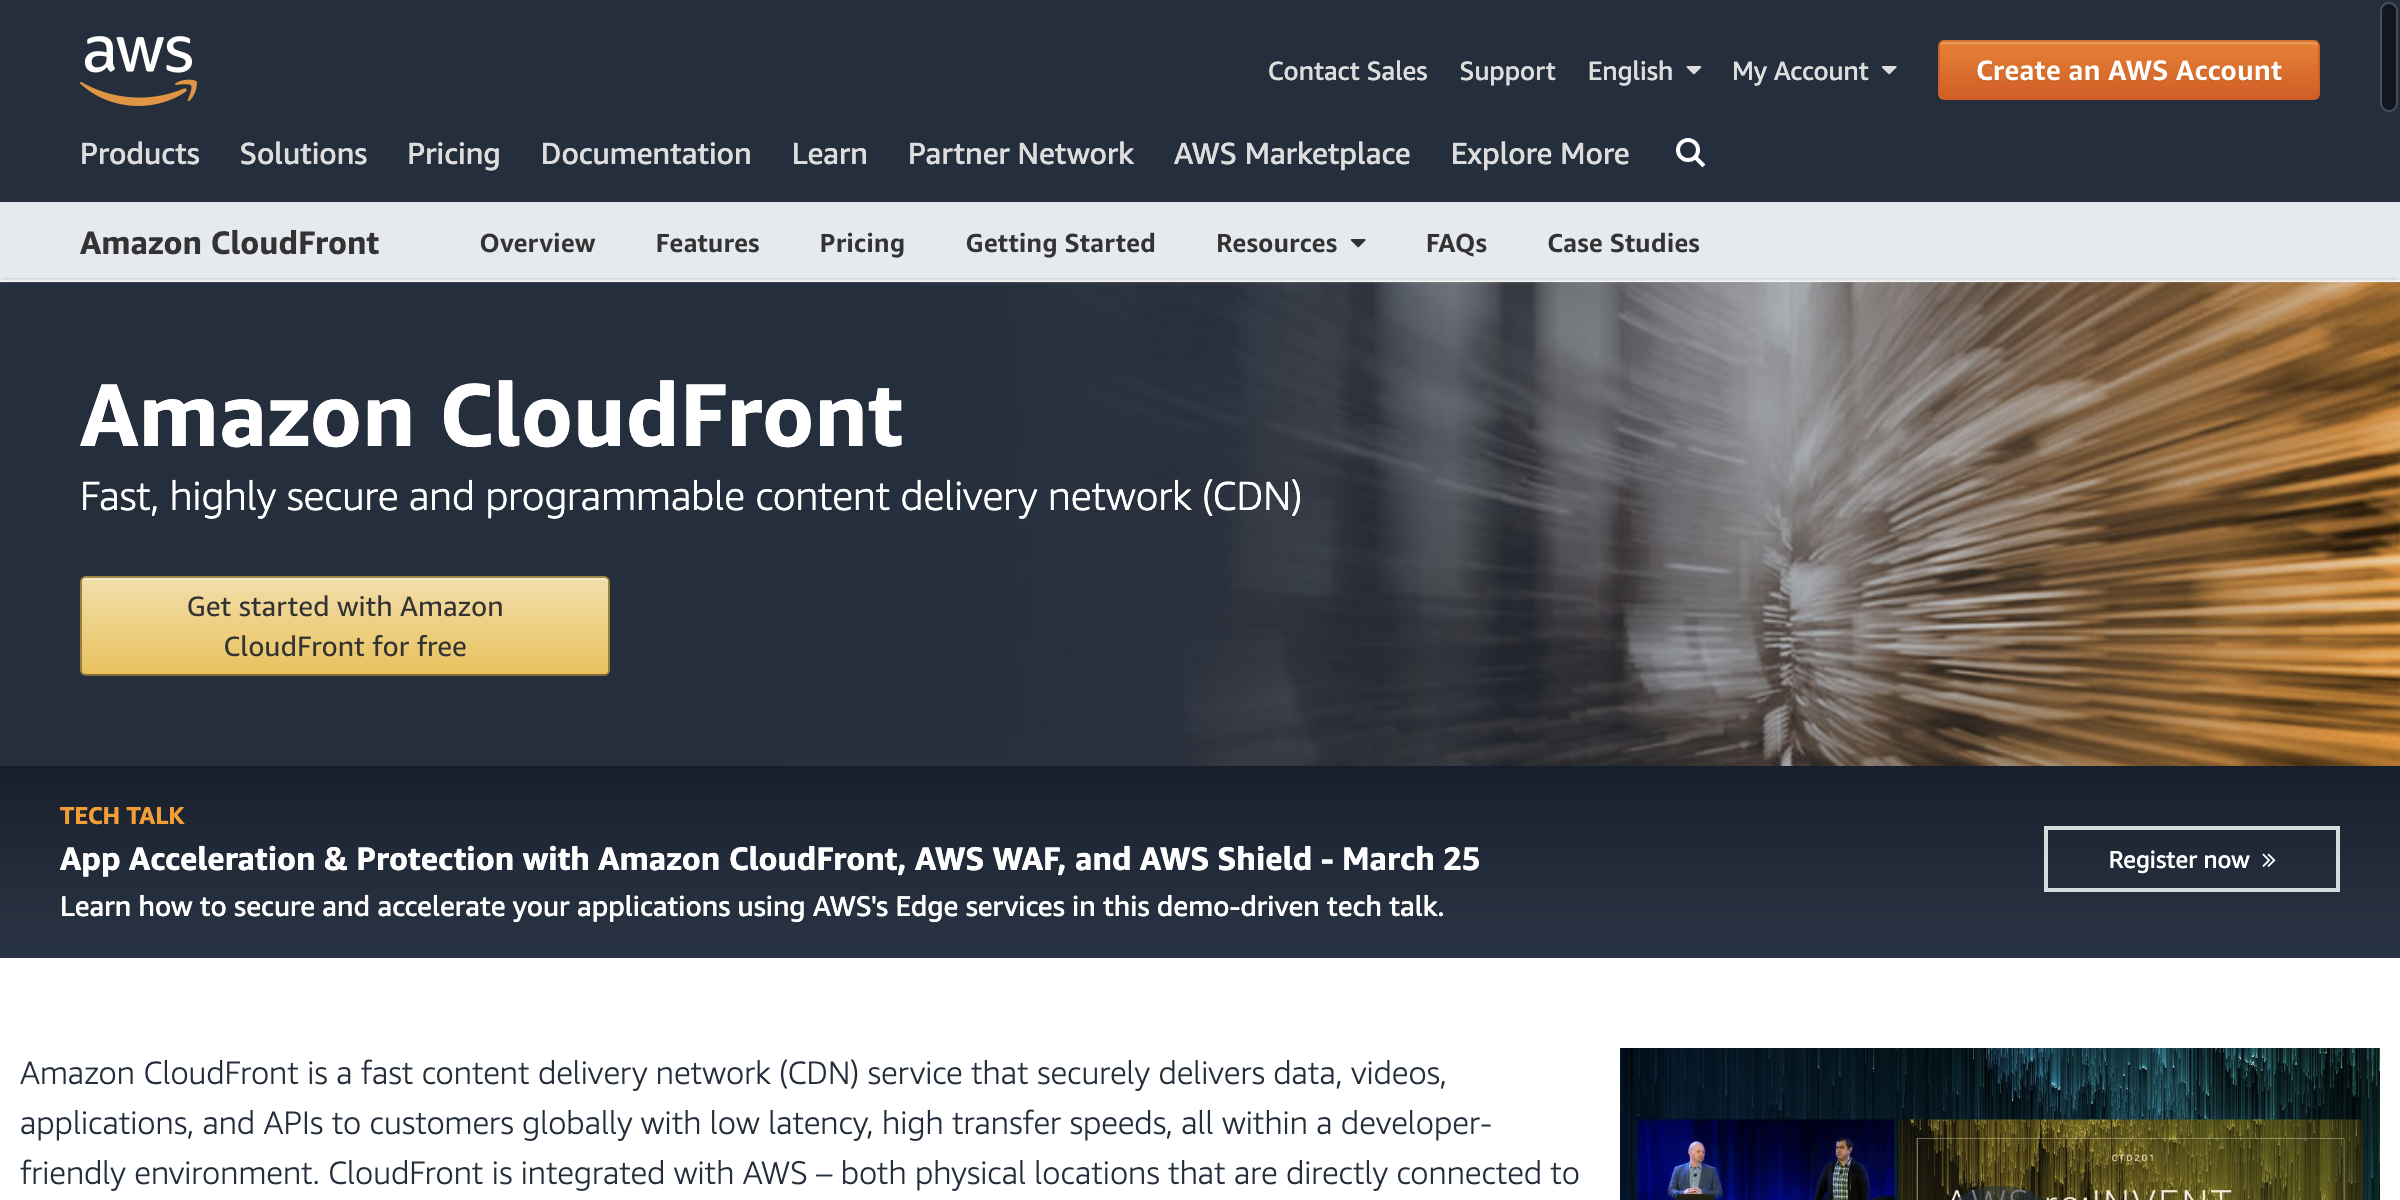 aws
Contact Sales Support English My Account Create an AWS Account
Products Solutions Pricing Documentation Learn Partner Network AWS Marketplace Explore More
Amazon CloudFront Overview Features Pricing Getting Started Resources FAQs Case Studies
Amazon CloudFront
Fast, highly secure and programmable content delivery network (CDN)
Get started with Amazon
CloudFront for free
TECH TALK
App Acceleration & Protection with Amazon CloudFront, AWS WAF, and AWS Shield - March 25
Register now »
Learn how to secure and accelerate your applications using AWS's Edge services in this demo-driven tech talk.
Amazon CloudFront is a fast content delivery network (CDN) service that securely delivers data, videos,
applications, and APIs to customers globally with low latency, high transfer speeds, all within a developer-
friendly environment. CloudFront is integrated with AWS – both physical locations that are directly connected to
CTD201
AWS re:INVENT